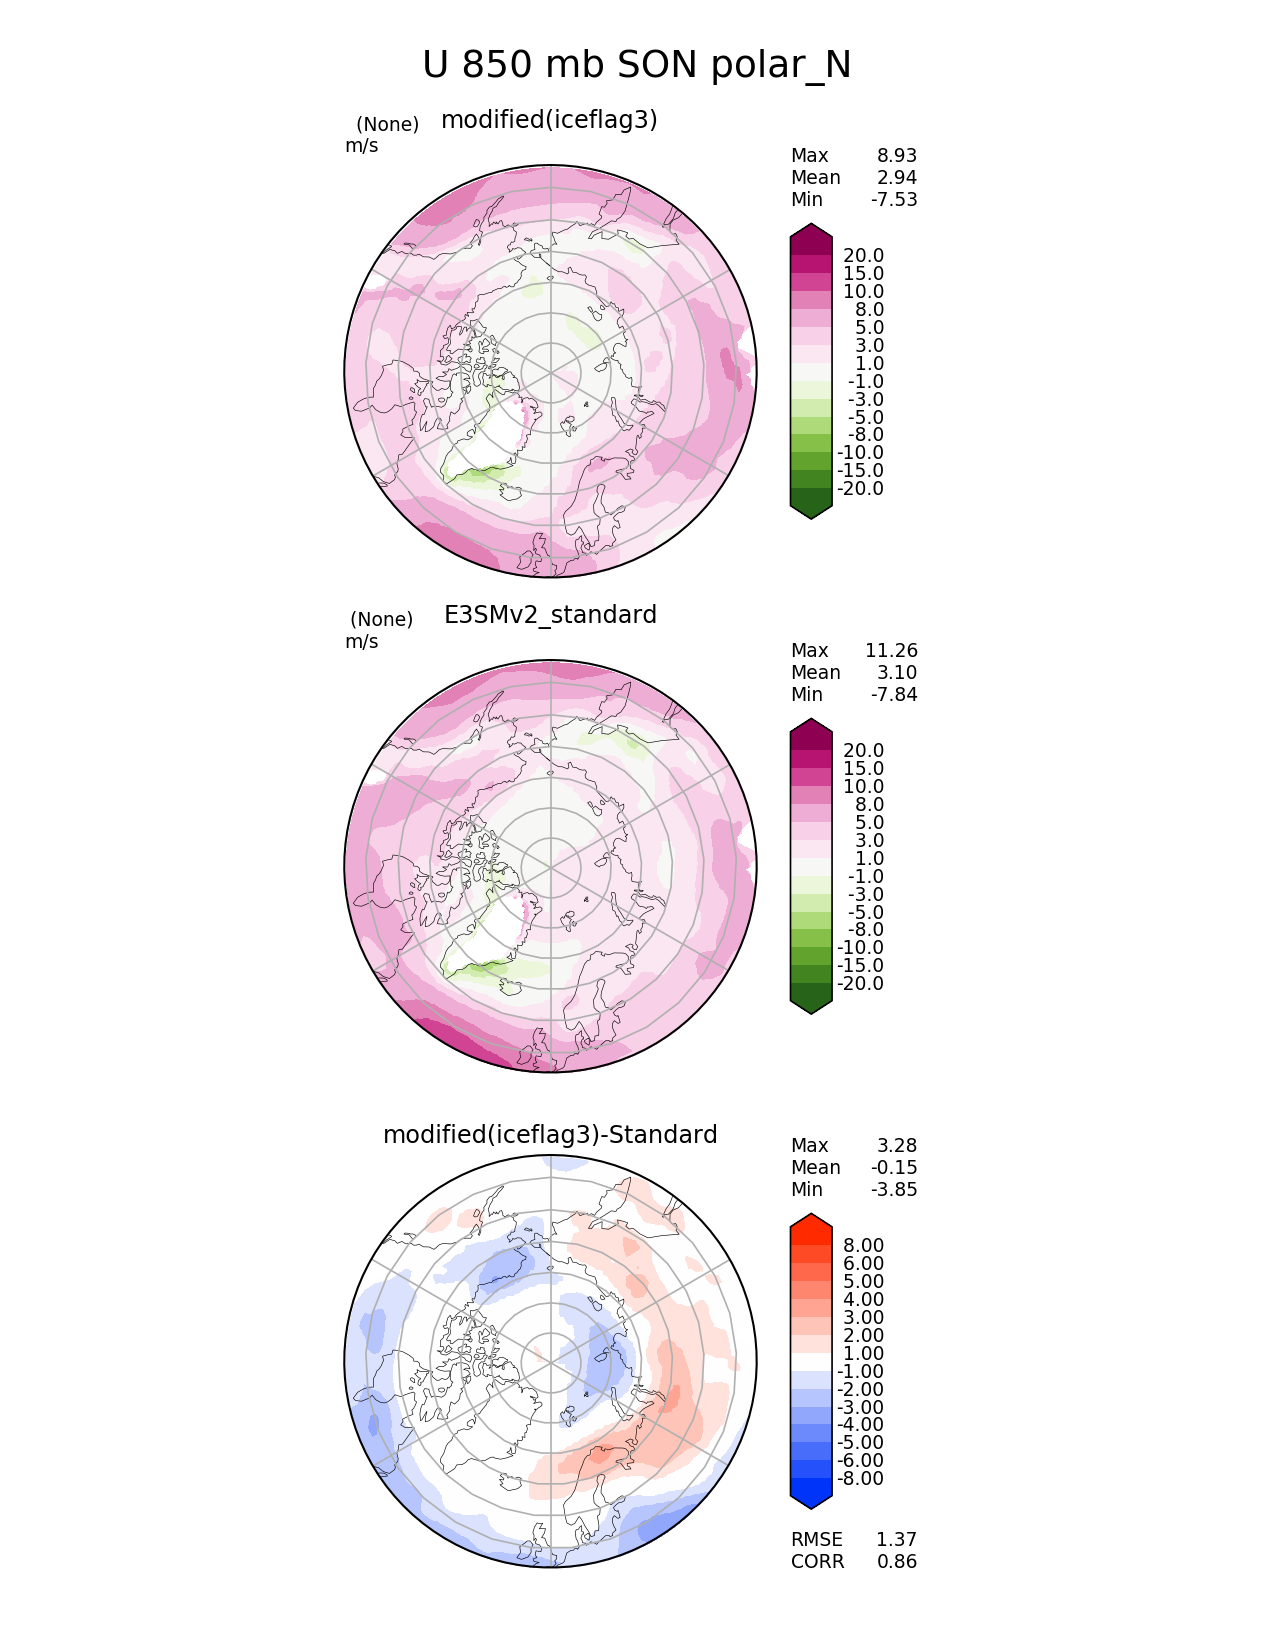 U 850 mb SON polar_N
(None) modified(iceflag3)
m/s
Max 8.93
Mean 2.94
Min -7.53
20.0
15.0
10.0
8.0
5.0
3.0
1.0
-1.0
-3.0
-5.0
-8.0
-10.0
-15.0
-20.0
(None) E3SMv2_standard
m/s
Max 11.26
Mean 3.10
Min -7.84
20.0
15.0
10.0
8.0
5.0
3.0
1.0
-1.0
-3.0
-5.0
-8.0
-10.0
-15.0
-20.0
modified(iceflag3)-Standard
Max 3.28
Mean -0.15
Min -3.85
8.00
6.00
5.00
4.00
3.00
2.00
1.00
-1.00
-2.00
-3.00
-4.00
-5.00
-6.00
-8.00
RMSE 1.37
CORR 0.86